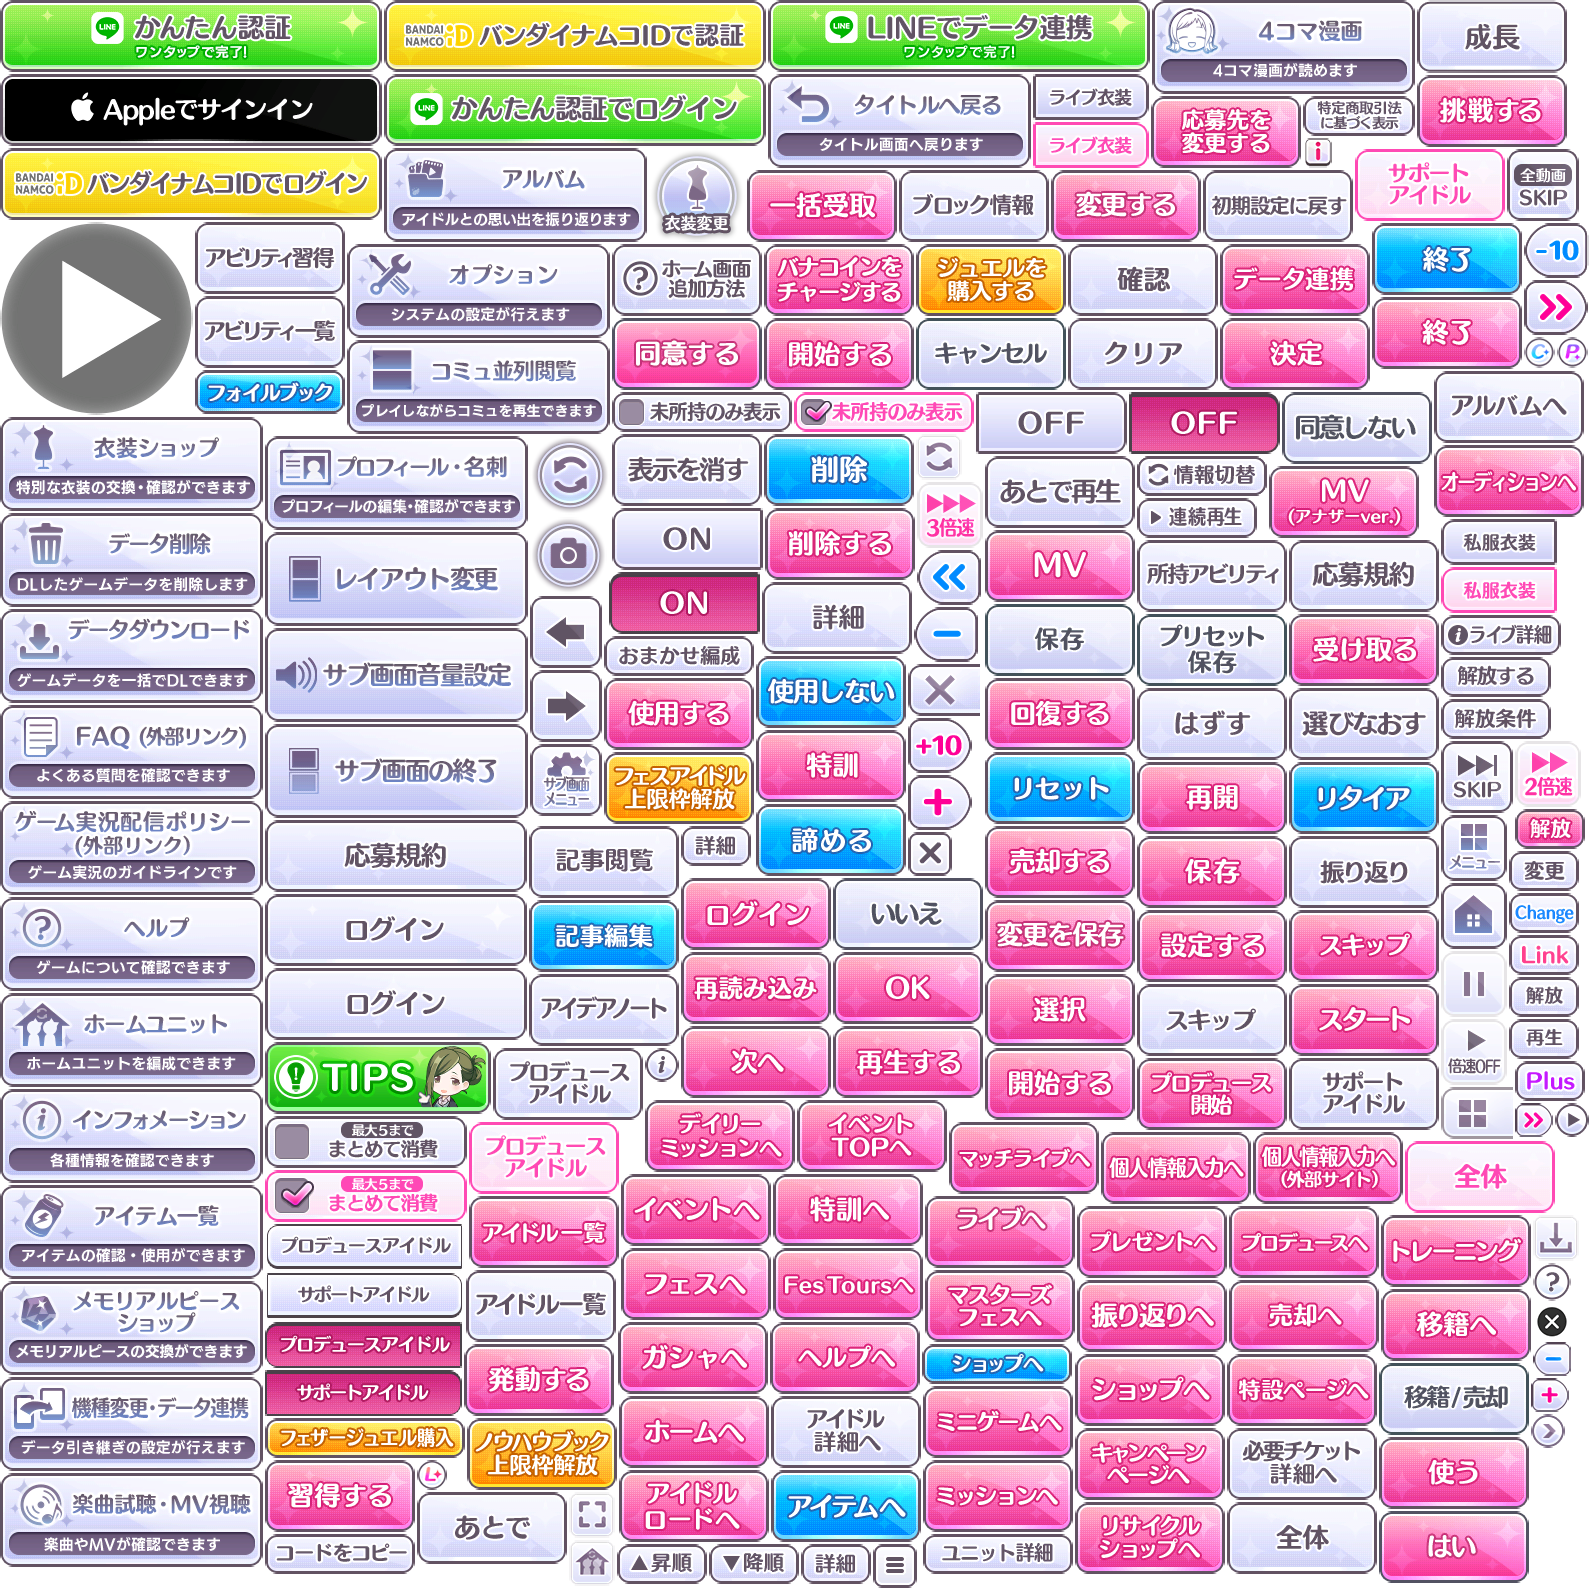 LINE かんたん認証
ワンタップで完了!
BANDAI NAMCO iD バンダイナムコIDで認証
LINE LINEでデータ連携
ワンタップで完了!
4コマ漫画
4コマ漫画が読めます
成長
Appleでサインイン
LINE かんたん認証でログイン
タイトルへ戻る
タイトル画面へ戻ります
ライブ衣装
ライブ衣装
応募先を
変更する
特定商取引法
に基づく表示
i
挑戦する
BANDAI NAMCO iD バンダイナムコIDでログイン
アルバム
アイドルとの思い出を振り返ります
衣装変更
一括受取
ブロック情報
変更する
初期設定に戻す
サポート
アイドル
全動画
SKIP
アビリティ習得
アビリティ一覧
フォイルブック
オプション
システムの設定が行えます
コミュ並列閲覧
プレイしながらコミュを再生できます
? ホーム画面
追加方法
バナコインを
チャージする
ジュエルを
購入する
確認
データ連携
終了
-10
同意する
開始する
キャンセル
クリア
決定
終了
C
P
未所持のみ表示
未所持のみ表示
OFF
OFF
同意しない
アルバムへ
衣装ショップ
特別な衣装の交換・確認ができます
プロフィール・名刺
プロフィールの編集・確認ができます
表示を消す
削除
3倍速
あとで再生
情報切替
連続再生
MV
(アナザーver.)
オーディションへ
データ削除
DLしたゲームデータを削除します
レイアウト変更
ON
削除する
MV
所持アビリティ
応募規約
私服衣装
私服衣装
ON
詳細
データダウンロード
ゲームデータを一括でDLできます
サブ画面音量設定
おまかせ編成
使用する
使用しない
保存
プリセット
保存
受け取る
i ライブ詳細
解放する
解放条件
FAQ (外部リンク)
よくある質問を確認できます
サブ画面の終了
サブ画面
メニュー
フェスアイドル
上限枠解放
特訓
+10
回復する
はずす
選びなおす
SKIP
2倍速
ゲーム実況配信ポリシー
(外部リンク)
ゲーム実況のガイドラインです
応募規約
記事閲覧
詳細
諦める
リセット
再開
リタイア
解放
売却する
保存
振り返り
メニュー
変更
?
ヘルプ
ゲームについて確認できます
ログイン
記事編集
ログイン
いいえ
変更を保存
設定する
スキップ
Change
Link
ホームユニット
ホームユニットを編成できます
ログイン
アイデアノート
再読み込み
OK
選択
スキップ
スタート
解放
再生
倍速OFF
TIPS
プロデュース
アイドル
i
次へ
再生する
開始する
プロデュース
開始
サポート
アイドル
Plus
i
インフォメーション
各種情報を確認できます
最大5まで
まとめて消費
最大5まで
まとめて消費
プロデュース
アイドル
デイリー
ミッションへ
イベント
TOPへ
マッチライブへ
個人情報入力へ
個人情報入力へ
(外部サイト)
全体
アイテム一覧
アイテムの確認・使用ができます
プロデュースアイドル
アイドル一覧
イベントへ
特訓へ
ライブへ
プレゼントへ
プロデュースへ
トレーニング
メモリアルピース
ショップ
メモリアルピースの交換ができます
サポートアイドル
プロデュースアイドル
アイドル一覧
フェスへ
Fes Toursへ
マスターズ
フェスへ
振り返りへ
売却へ
移籍へ
?
サポートアイドル
発動する
ガシャへ
ヘルプへ
ショップへ
ショップへ
特設ページへ
移籍/売却
機種変更・データ連携
データ引き継ぎの設定が行えます
フェザージュエル購入
ノウハウブック
上限枠解放
ホームへ
アイドル
詳細へ
ミニゲームへ
キャンペーン
ページへ
必要チケット
詳細へ
使う
楽曲試聴・MV視聴
楽曲やMVが確認できます
習得する
L
あとで
アイドル
ロードへ
アイテムへ
ミッションへ
リサイクル
ショップへ
全体
はい
コードをコピー
▲昇順
▼降順
詳細
ユニット詳細